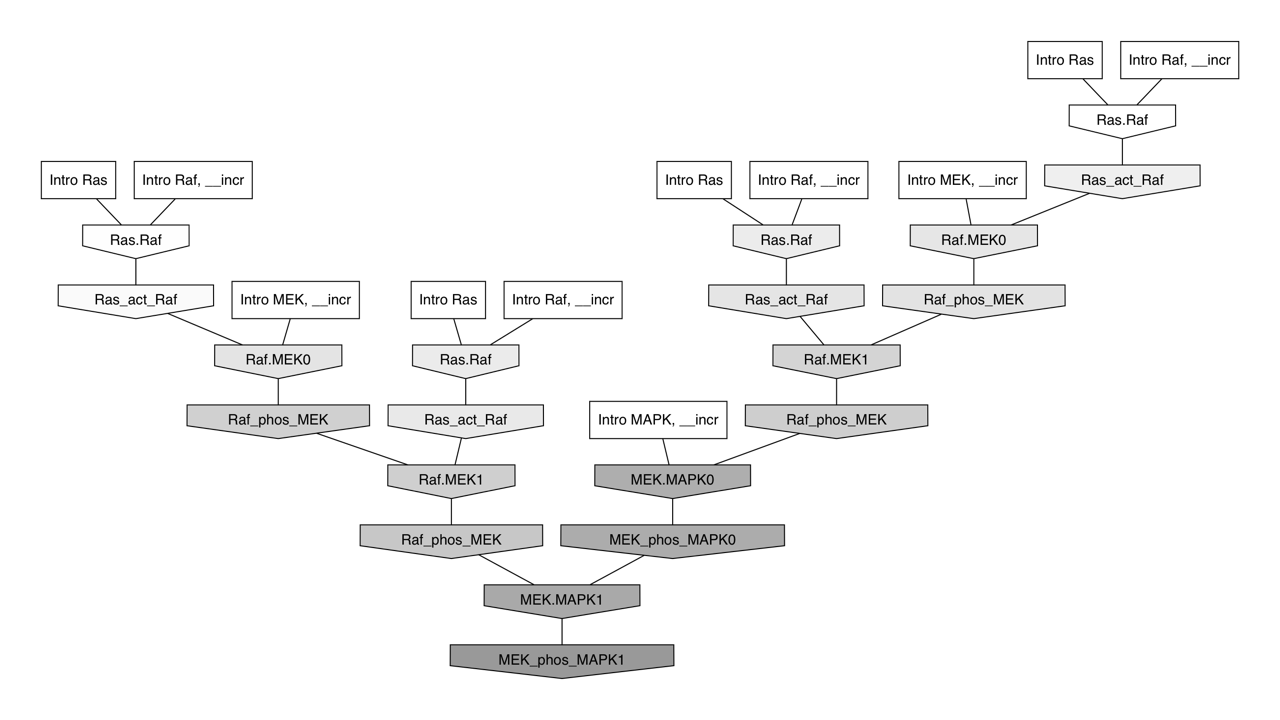 Intro Ras
Intro Raf, __incr
Ras.Raf
Intro Ras
Intro Raf, __incr
Intro Ras
Intro Raf, __incr
Intro MEK, __incr
Ras_act_Raf
Ras.Raf
Ras.Raf
Raf.MEK0
Ras_act_Raf
Intro MEK, __incr
Intro Ras
Intro Raf, __incr
Ras_act_Raf
Raf_phos_MEK
Raf.MEK0
Ras.Raf
Raf.MEK1
Raf_phos_MEK
Ras_act_Raf
Intro MAPK, __incr
Raf_phos_MEK
Raf.MEK1
MEK.MAPK0
Raf_phos_MEK
MEK_phos_MAPK0
MEK.MAPK1
MEK_phos_MAPK1